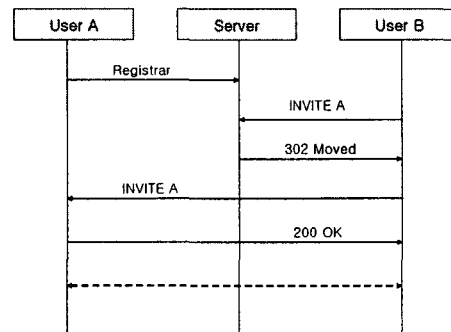 User A
Server
User B
Registrar
INVITE A
302 Moved
INVITE A
200 OK